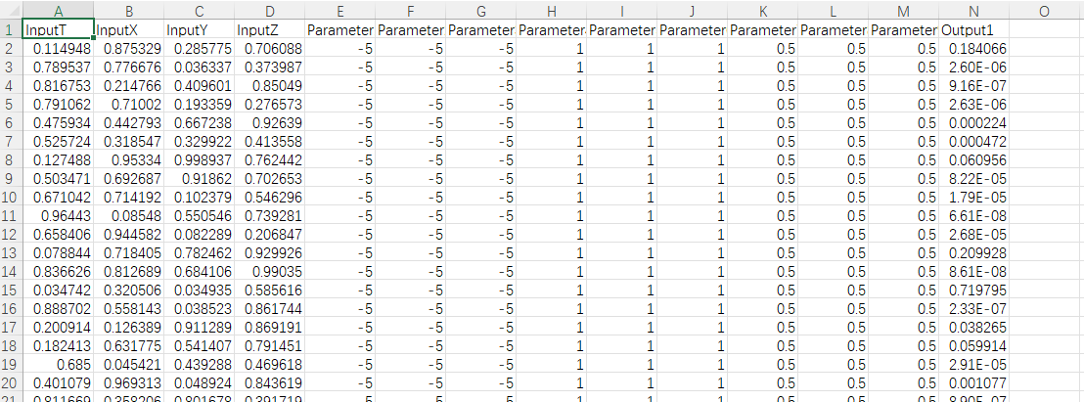 A B C D E F G H I J K L M N O
1 InputT InputX InputY InputZ Parameter Parameter Parameter Parameter Parameter Parameter Parameter Parameter Parameter Output1
2 0.114948 0.875329 0.285775 0.706088 -5 -5 -5 1 1 1 0.5 0.5 0.5 0.184066
3 0.789537 0.776676 0.036337 0.373987 -5 -5 -5 1 1 1 0.5 0.5 0.5 2.60E-06
4 0.816753 0.214766 0.409601 0.85049 -5 -5 -5 1 1 1 0.5 0.5 0.5 9.16E-07
5 0.791062 0.71002 0.193359 0.276573 -5 -5 -5 1 1 1 0.5 0.5 0.5 2.63E-06
6 0.475934 0.442793 0.667238 0.92639 -5 -5 -5 1 1 1 0.5 0.5 0.5 0.000224
7 0.525724 0.318547 0.329922 0.413558 -5 -5 -5 1 1 1 0.5 0.5 0.5 0.000472
8 0.127488 0.95334 0.998937 0.762442 -5 -5 -5 1 1 1 0.5 0.5 0.5 0.060956
9 0.503471 0.692687 0.91862 0.702653 -5 -5 -5 1 1 1 0.5 0.5 0.5 8.22E-05
10 0.671042 0.714192 0.102379 0.546296 -5 -5 -5 1 1 1 0.5 0.5 0.5 1.79E-05
11 0.96443 0.08548 0.550546 0.739281 -5 -5 -5 1 1 1 0.5 0.5 0.5 6.61E-08
12 0.658406 0.944582 0.082289 0.206847 -5 -5 -5 1 1 1 0.5 0.5 0.5 2.68E-05
13 0.078844 0.718405 0.782462 0.929926 -5 -5 -5 1 1 1 0.5 0.5 0.5 0.209928
14 0.836626 0.812689 0.684106 0.99035 -5 -5 -5 1 1 1 0.5 0.5 0.5 8.61E-08
15 0.034742 0.320506 0.034935 0.585616 -5 -5 -5 1 1 1 0.5 0.5 0.5 0.719795
16 0.888702 0.558143 0.038523 0.861744 -5 -5 -5 1 1 1 0.5 0.5 0.5 2.33E-07
17 0.200914 0.126389 0.911289 0.869191 -5 -5 -5 1 1 1 0.5 0.5 0.5 0.038265
18 0.182413 0.631775 0.541407 0.791451 -5 -5 -5 1 1 1 0.5 0.5 0.5 0.059914
19 0.685 0.045421 0.439288 0.469618 -5 -5 -5 1 1 1 0.5 0.5 0.5 2.91E-05
20 0.401079 0.969313 0.048924 0.843619 -5 -5 -5 1 1 1 0.5 0.5 0.5 0.001077